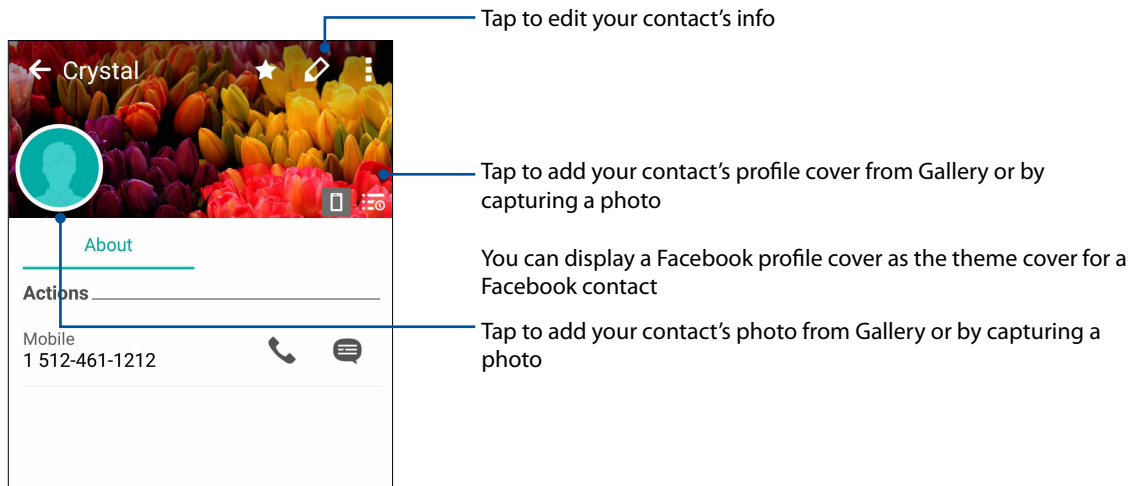 Tap to edit your contact’s info
Crystal
Tap to add your contact’s profile cover from Gallery or by
capturing a photo
About
You can display a Facebook profile cover as the theme cover for a
Facebook contact
Actions
Tap to add your contact’s photo from Gallery or by capturing a
photo
Mobile
1 512-461-1212